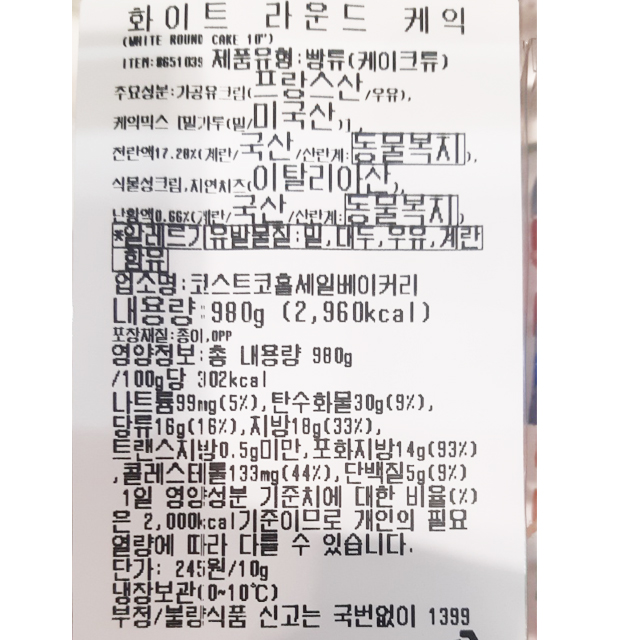 화이트 라운드 케익
(WHITE ROUND CAKE 10")
ITEM:#651039 제품유형:빵류(케이크류)
주요성분:가공유크림(프랑스산/우유),
케익믹스 [밀가루(밀/미국산)],
전란액17.28%(계란/국산/산란계:동물복지),
식물성크림,자연치즈(이탈리아산),
난황액0.66%(계란/국산/산란계:동물복지)
*알레르기유발물질:밀,대두,우유,계란
함유
업소명:코스트코홀세일베이커리
내용량:980g (2,960kcal)
포장재질:종이,OPP
영양정보:총 내용량 980g
/100g당 302kcal
나트륨99mg(5%),탄수화물30g(9%),
당류16g(16%),지방18g(33%),
트랜스지방0.5g미만,포화지방14g(93%)
,콜레스테롤133mg(44%),단백질5g(9%)
1일 영양성분 기준치에 대한 비율(%)
은 2,000kcal기준이므로 개인의 필요
열량에 따라 다를 수 있습니다.
단가: 245원/10g
냉장보관(0~10℃)
부정/불량식품 신고는 국번없이 1399